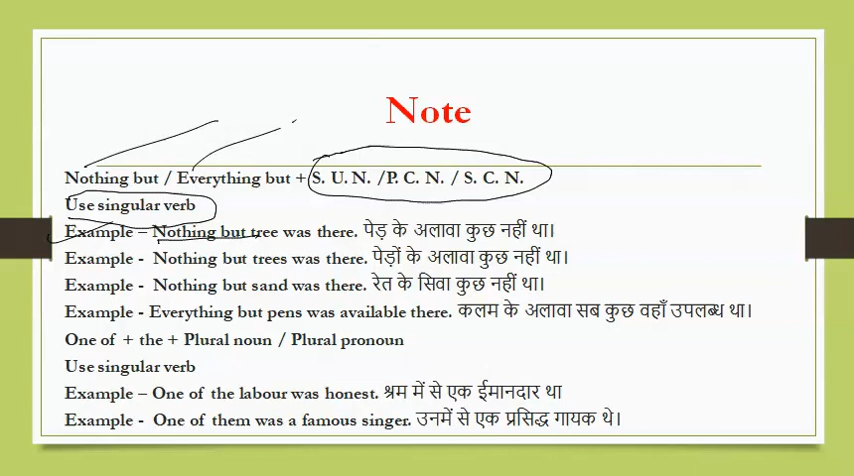 Note
Nothing but / Everything but + S. U. N. /P. C. N. / S. C. N.
Use singular verb
Example – Nothing but tree was there. पेड़ के अलावा कुछ नहीं था।
Example - Nothing but trees was there. पेड़ों के अलावा कुछ नहीं था।
Example - Nothing but sand was there. रेत के सिवा कुछ नहीं था।
Example - Everything but pens was available there. कलम के अलावा सब कुछ वहाँ उपलब्ध था।
One of + the + Plural noun / Plural pronoun
Use singular verb
Example – One of the labour was honest. श्रम में से एक ईमानदार था
Example - One of them was a famous singer. उनमें से एक प्रसिद्ध गायक थे।